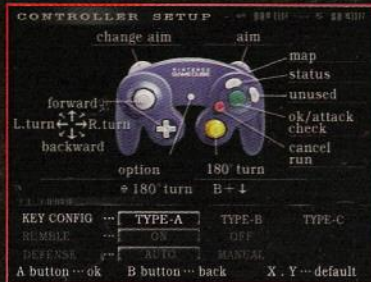 CONTROLLER SETUP
change aim
aim
map
status
unused
ok/attack
check
cancel
run
NINTENDO
GAMECUBE
forward
L.turn
R.turn
backward
option
180° turn
÷ 180° turn
B+↓
KEY CONFIG ··· TYPE-A TYPE-B TYPE-C
RUMBLE ··· ON OFF
DEFENSE ··· AUTO MANUAL
A button ··· ok B button ··· back X . Y ··· default